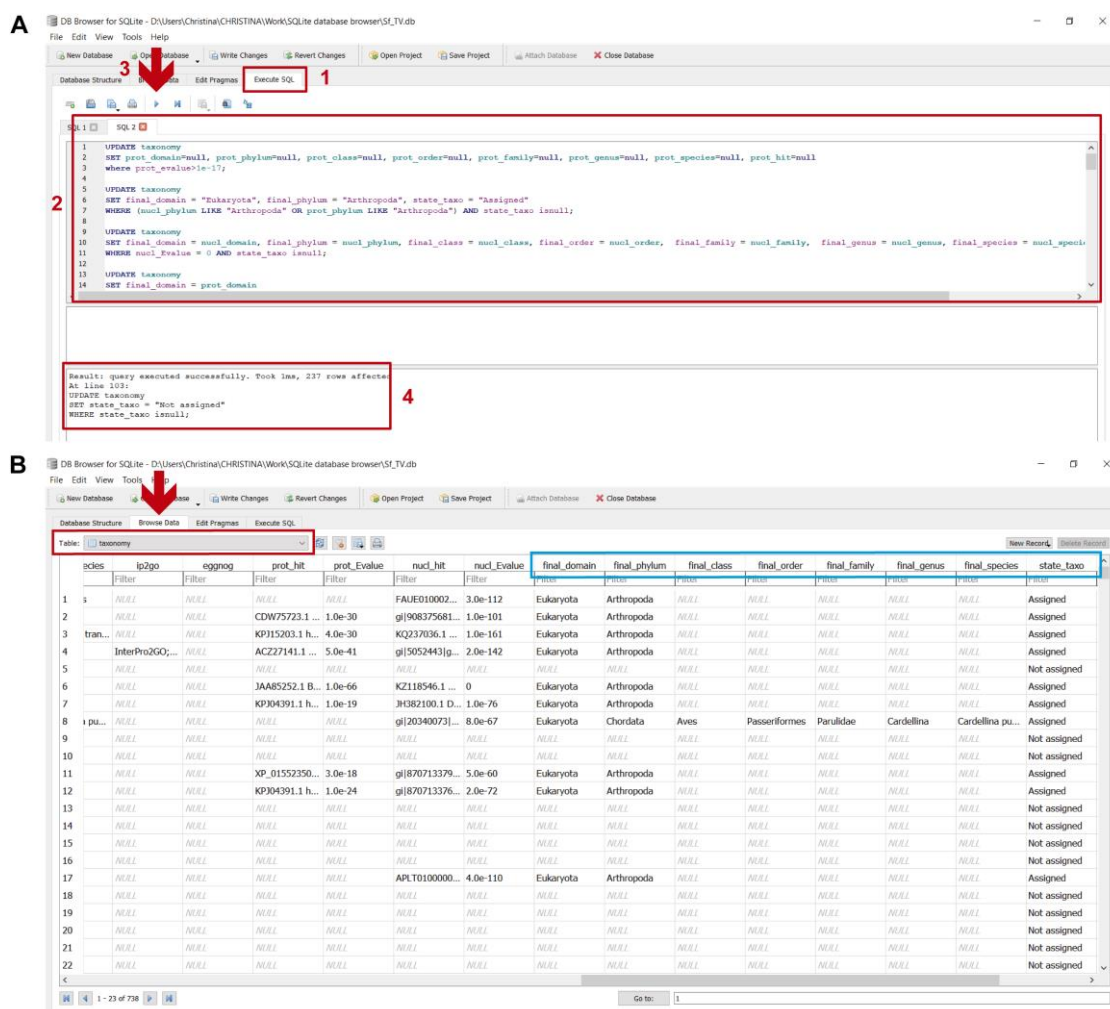 A
DB Browser for SQLite - D:\Users\Christina\CHRISTINA\Work\SQLite database browser\Sf_TV.db
File Edit View Tools Help
New Database Open Database Write Changes Revert Changes Open Project Save Project Attach Database Close Database
3
Database Structure Browse Data Edit Pragmas Execute SQL 1
SQL 1 SQL 2
1 UPDATE taxonomy
2 SET prot_domain=null, prot_phylum=null, prot_class=null, prot_order=null, prot_family=null, prot_genus=null, prot_species=null, prot_hit=null
3 where prot_evalue>1e-17;
4
5 UPDATE taxonomy
2
6 SET final_domain = "Eukaryota", final_phylum = "Arthropoda", state_taxo = "Assigned"
7 WHERE (nucl_phylum LIKE "Arthropoda" OR prot_phylum LIKE "Arthropoda") AND state_taxo isnull;
8
9 UPDATE taxonomy
10 SET final_domain = nucl_domain, final_phylum = nucl_phylum, final_class = nucl_class, final_order = nucl_order, final_family = nucl_family, final_genus = nucl_genus, final_species = nucl_specie
11 WHERE nucl_Evalue = 0 AND state_taxo isnull;
12
13 UPDATE taxonomy
14 SET final_domain = prot_domain
Result: query executed successfully. Took 1ms, 237 rows affected
At line 103:
UPDATE taxonomy
SET state_taxo = "Not assigned"
WHERE state_taxo isnull;
4
B
DB Browser for SQLite - D:\Users\Christina\CHRISTINA\Work\SQLite database browser\Sf_TV.db
File Edit View Tools Help
New Database Write Changes Revert Changes Open Project Save Project Attach Database Close Database
Database Structure Browse Data Edit Pragmas Execute SQL
Table: taxonomy New Record Delete Record
ecies ip2go eggnog prot_hit prot_Evalue nucl_hit nucl_Evalue final_domain final_phylum final_class final_order final_family final_genus final_species state_taxo
Filter Filter Filter Filter Filter Filter Filter Filter Filter Filter Filter Filter Filter Filter
1 s NULL NULL NULL NULL FAUE010002... 3.0e-112 Eukaryota Arthropoda NULL NULL NULL NULL NULL Assigned
2 NULL NULL CDW75723.1 ... 1.0e-30 gi|908375681... 1.0e-101 Eukaryota Arthropoda NULL NULL NULL NULL NULL Assigned
3 tran... NULL NULL KPJ15203.1 h... 4.0e-30 KQ237036.1 ... 1.0e-161 Eukaryota Arthropoda NULL NULL NULL NULL NULL Assigned
4 InterPro2GO;... NULL ACZ27141.1 ... 5.0e-41 gi|5052443|g... 2.0e-142 Eukaryota Arthropoda NULL NULL NULL NULL NULL Assigned
5 NULL NULL NULL NULL NULL NULL NULL NULL NULL NULL NULL NULL NULL Not assigned
6 NULL NULL JAA85252.1 B... 1.0e-66 KZ118546.1 ... 0 Eukaryota Arthropoda NULL NULL NULL NULL NULL Assigned
7 NULL NULL KPJ04391.1 h... 1.0e-19 JH382100.1 D... 1.0e-76 Eukaryota Arthropoda NULL NULL NULL NULL NULL Assigned
8 ı pu... NULL NULL NULL NULL gi|20340073|... 8.0e-67 Eukaryota Chordata Aves Passeriformes Parulidae Cardellina Cardellina pu... Assigned
9 NULL NULL NULL NULL NULL NULL NULL NULL NULL NULL NULL NULL NULL Not assigned
10 NULL NULL NULL NULL NULL NULL NULL NULL NULL NULL NULL NULL NULL Not assigned
11 NULL NULL XP_01552350... 3.0e-18 gi|870713379... 5.0e-60 Eukaryota Arthropoda NULL NULL NULL NULL NULL Assigned
12 NULL NULL KPJ04391.1 h... 1.0e-24 gi|870713376... 2.0e-72 Eukaryota Arthropoda NULL NULL NULL NULL NULL Assigned
13 NULL NULL NULL NULL NULL NULL NULL NULL NULL NULL NULL NULL NULL Not assigned
14 NULL NULL NULL NULL NULL NULL NULL NULL NULL NULL NULL NULL NULL Not assigned
15 NULL NULL NULL NULL NULL NULL NULL NULL NULL NULL NULL NULL NULL Not assigned
16 NULL NULL NULL NULL NULL NULL NULL NULL NULL NULL NULL NULL NULL Not assigned
17 NULL NULL NULL NULL APLT0100000... 4.0e-110 Eukaryota Arthropoda NULL NULL NULL NULL NULL Assigned
18 NULL NULL NULL NULL NULL NULL NULL NULL NULL NULL NULL NULL NULL Not assigned
19 NULL NULL NULL NULL NULL NULL NULL NULL NULL NULL NULL NULL NULL Not assigned
20 NULL NULL NULL NULL NULL NULL NULL NULL NULL NULL NULL NULL NULL Not assigned
21 NULL NULL NULL NULL NULL NULL NULL NULL NULL NULL NULL NULL NULL Not assigned
22 NULL NULL NULL NULL NULL NULL NULL NULL NULL NULL NULL NULL NULL Not assigned
1 - 23 of 738 Go to: 1